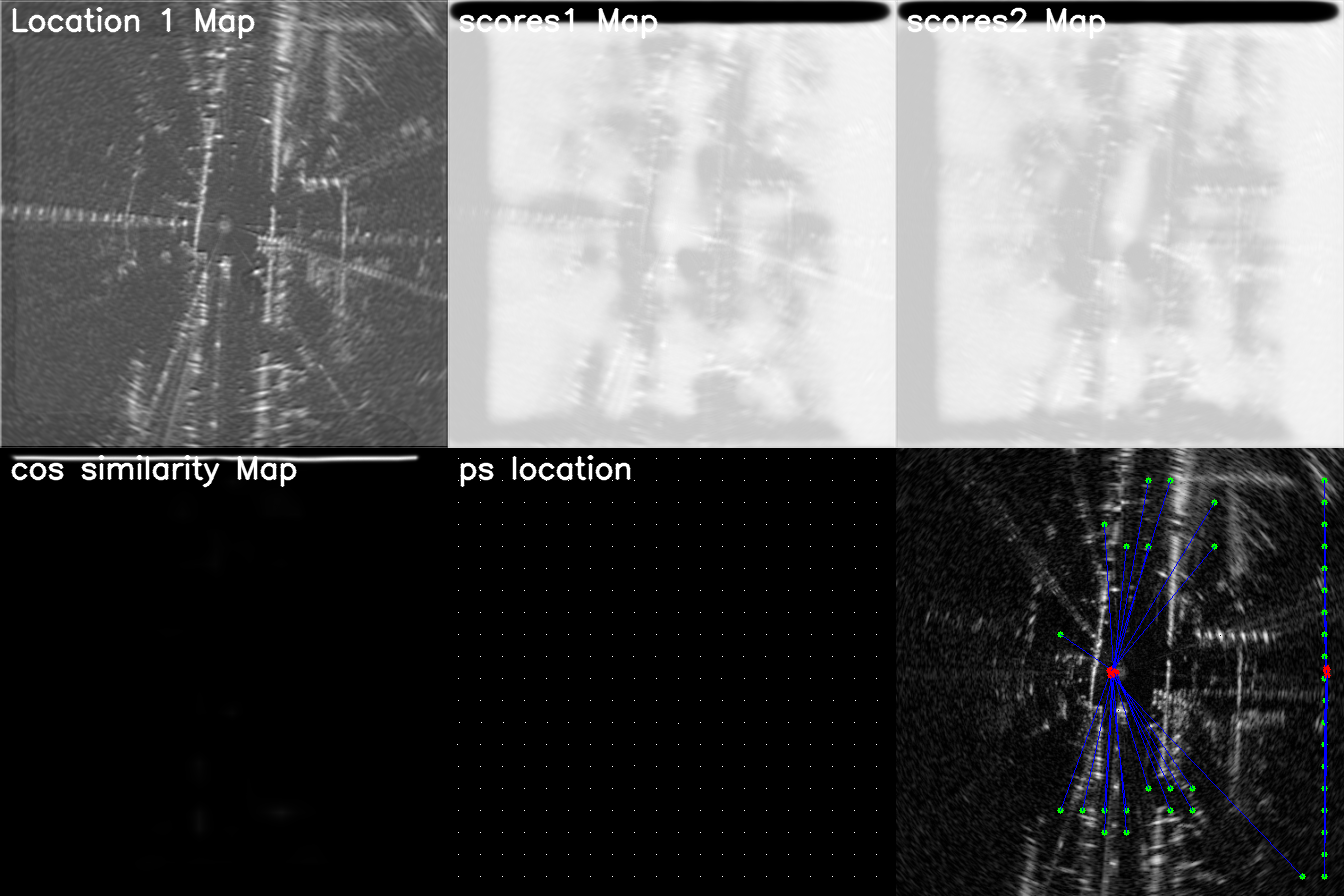 Location 1 Map
scores1 Map
scores2 Map
cos similarity Map
ps location